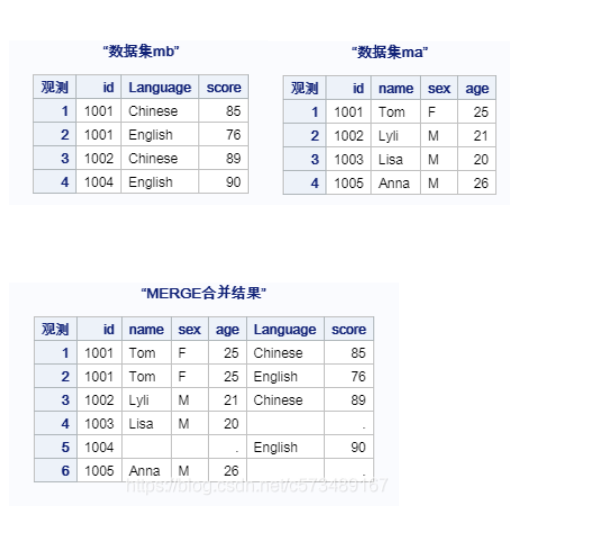 “数据集mb”
观测 id Language score
1 1001 Chinese 85
2 1001 English 76
3 1002 Chinese 89
4 1004 English 90
“数据集ma”
观测 id name sex age
1 1001 Tom F 25
2 1002 Lyli M 21
3 1003 Lisa M 20
4 1005 Anna M 26
“MERGE合并结果”
观测 id name sex age Language score
1 1001 Tom F 25 Chinese 85
2 1001 Tom F 25 English 76
3 1002 Lyli M 21 Chinese 89
4 1003 Lisa M 20 .
5 1004 . English 90
6 1005 Anna M 26 .
https://blog.csdn.net/c573489167